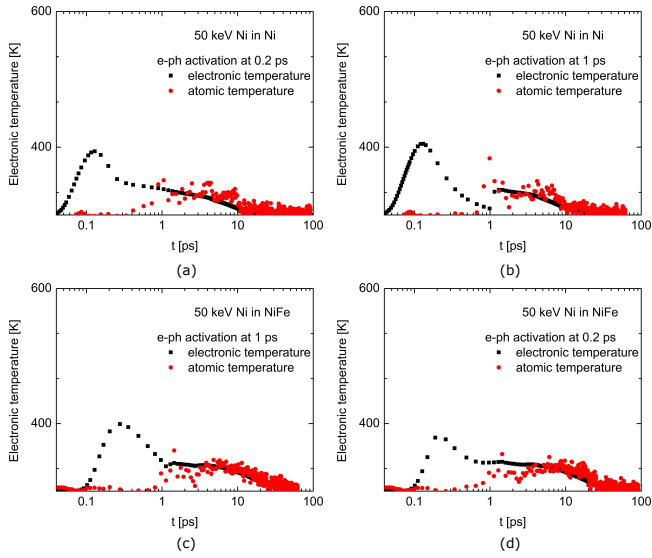 600
400
Electronic temperature [K]
50 keV Ni in Ni
e-ph activation at 0.2 ps
electronic temperature
atomic temperature
0.1 1 10 100
t [ps]
(a)
600
400
Electronic temperature [K]
50 keV Ni in Ni
e-ph activation at 1 ps
electronic temperature
atomic temperature
0.1 1 10 100
t [ps]
(b)
600
400
Electronic temperature [K]
50 keV Ni in NiFe
e-ph activation at 1 ps
electronic temperature
atomic temperature
0.1 1 10 100
t [ps]
(c)
600
400
Electronic temperature [K]
50 keV Ni in NiFe
e-ph activation at 0.2 ps
electronic temperature
atomic temperature
0.1 1 10 100
t [ps]
(d)